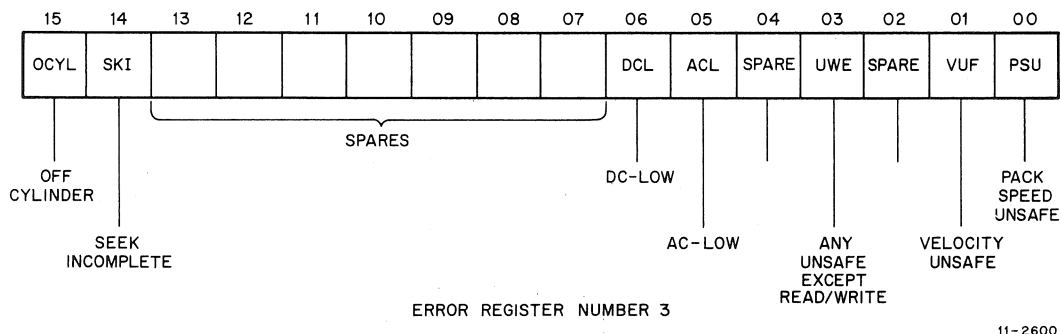 15 14 13 12 11 10 09 08 07 06 05 04 03 02 01 00
OCYL SKI DCL ACL SPARE UWE SPARE VUF PSU
SPARES
OFF
CYLINDER
SEEK
INCOMPLETE
DC-LOW
AC-LOW
ANY
UNSAFE
EXCEPT
READ/WRITE
VELOCITY
UNSAFE
PACK
SPEED
UNSAFE
ERROR REGISTER NUMBER 3
11-2600